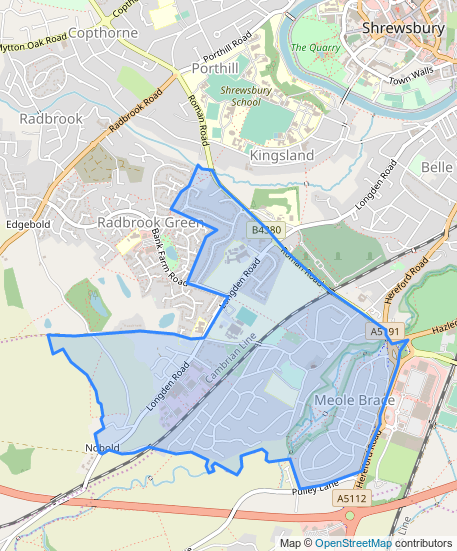 Copthorne
Copthor
Mytton Oak Road
Porthill Road
Porthill
The Quarry
Shrewsbury
Town Walls
Shrewsbury
School
Roman Road
Radbrook Road
Radbrook
Kingsland
Longden Road
Belle
Edgebold
Radbrook Green
B4380
Bank Farm Road
Longden Road
Roman Road
Hereford Road
A5191
Hazle
Cambrian Line
Longden Road
Meole Brace
Nobold
Hereford Road
Pulley Lane
A5112
Line
Map © OpenStreetMap contributors